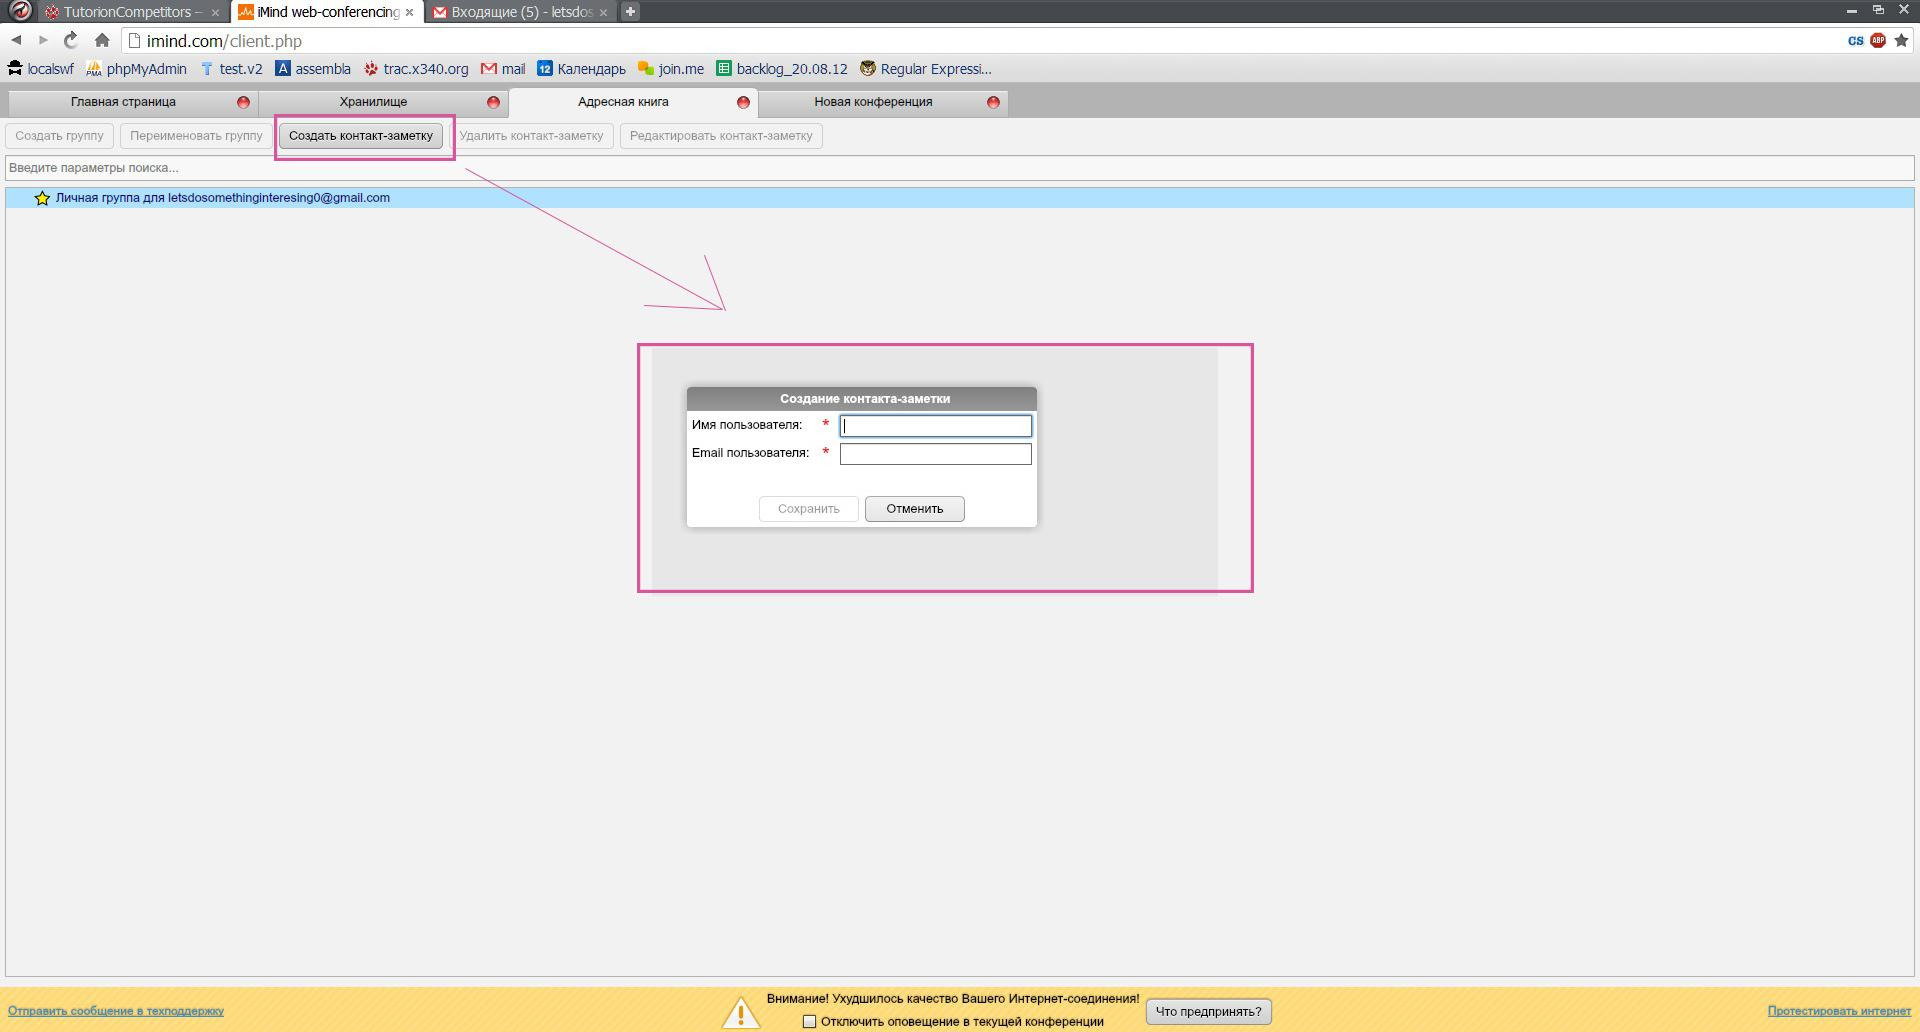 TutorionCompetitors –
iMind web-conferencing
Входящие (5) - letsdos
imind.com/client.php
CS
ABP
localswf
PMA
phpMyAdmin
T
test.v2
A
assembla
trac.x340.org
mail
12
Календарь
join.me
backlog_20.08.12
Regular Expressi...
Главная страница
Хранилище
Адресная книга
Новая конференция
Создать группу
Переименовать группу
Создать контакт-заметку
Удалить контакт-заметку
Редактировать контакт-заметку
Введите параметры поиска...
Личная группа для letsdosomethinginteresing0@gmail.com
Создание контакта-заметки
Имя пользователя: *
Email пользователя: *
Сохранить
Отменить
Отправить сообщение в техподдержку
Внимание! Ухудшилось качество Вашего Интернет-соединения!
Отключить оповещение в текущей конференции
Что предпринять?
Протестировать интернет